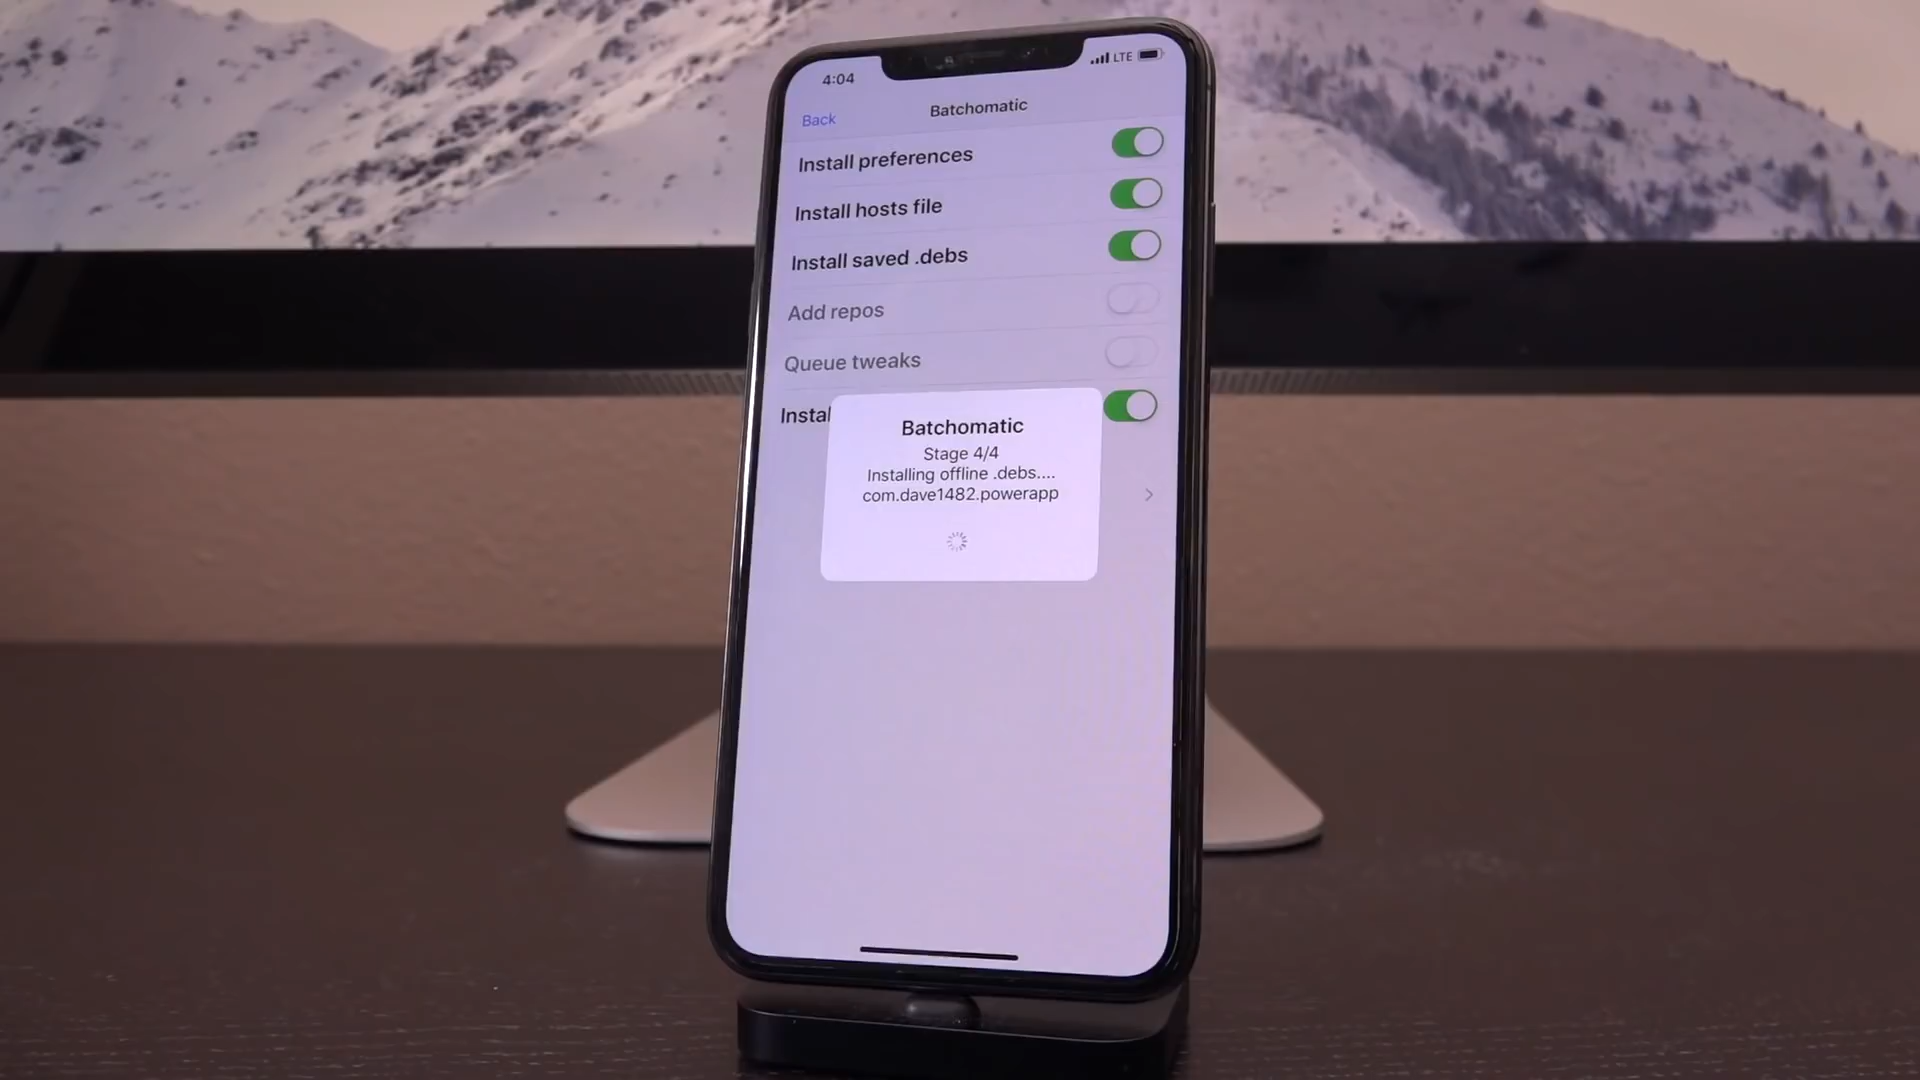 4:04
LTE
Back
Batchomatic
Install preferences
Install hosts file
Install saved .debs
Add repos
Queue tweaks
Instal
Batchomatic
Stage 4/4
Installing offline .debs....
com.dave1482.powerapp